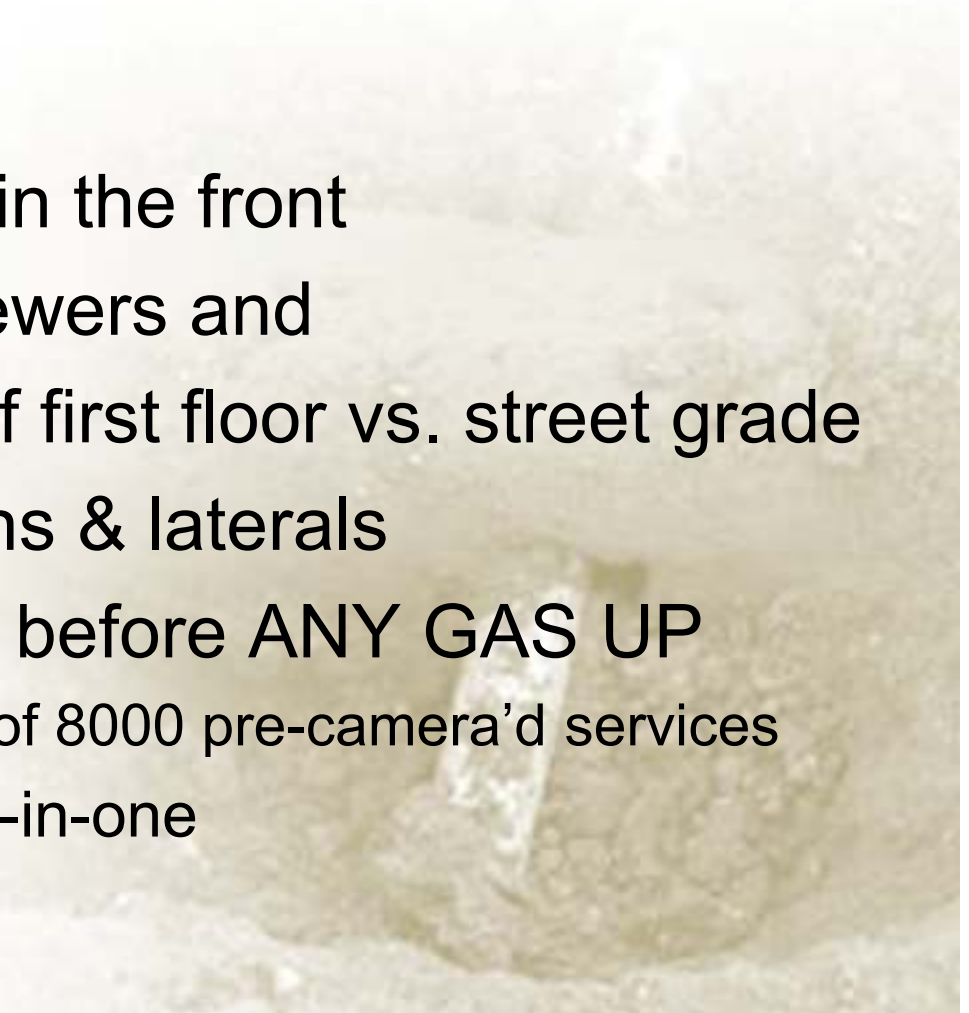 in the front
ewers and
f first floor vs. street grade
ns & laterals
before ANY GAS UP
of 8000 pre-camera’d services
-in-one